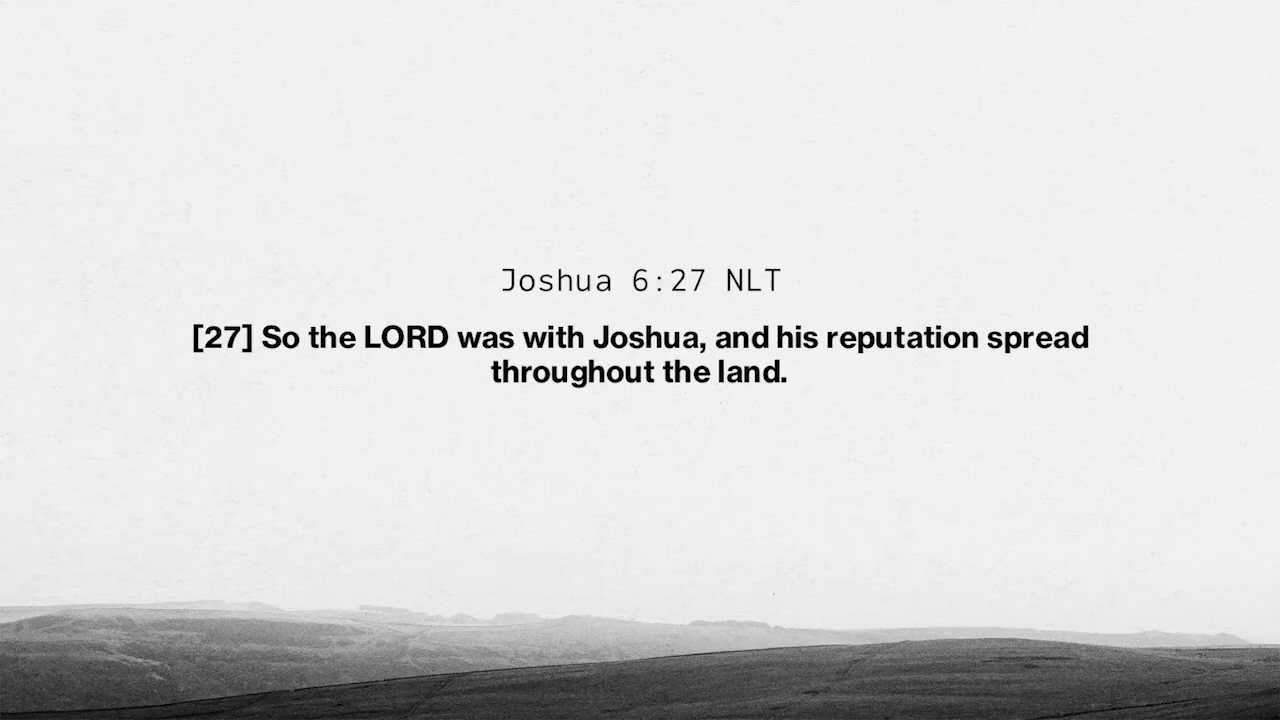 Joshua 6:27 NLT
[27] So the LORD was with Joshua, and his reputation spread
throughout the land.